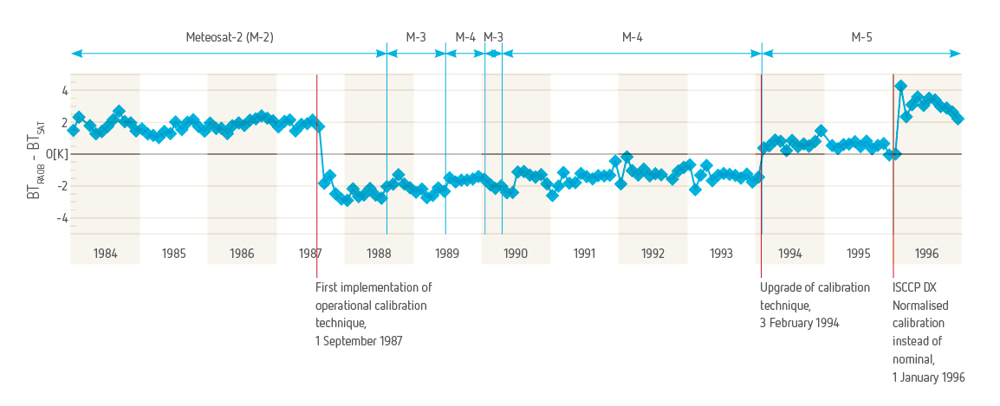 Meteosat-2 (M-2) M-3 M-4 M-3 M-4 M-5
4
2
0[K]
-2
-4
BTRAOB - BTSAT
1984 1985 1986 1987 1988 1989 1990 1991 1992 1993 1994 1995 1996
First implementation of
operational calibration
technique,
1 September 1987
Upgrade of calibration
technique,
3 February 1994
ISCCP DX
Normalised
calibration
instead of
nominal,
1 January 1996